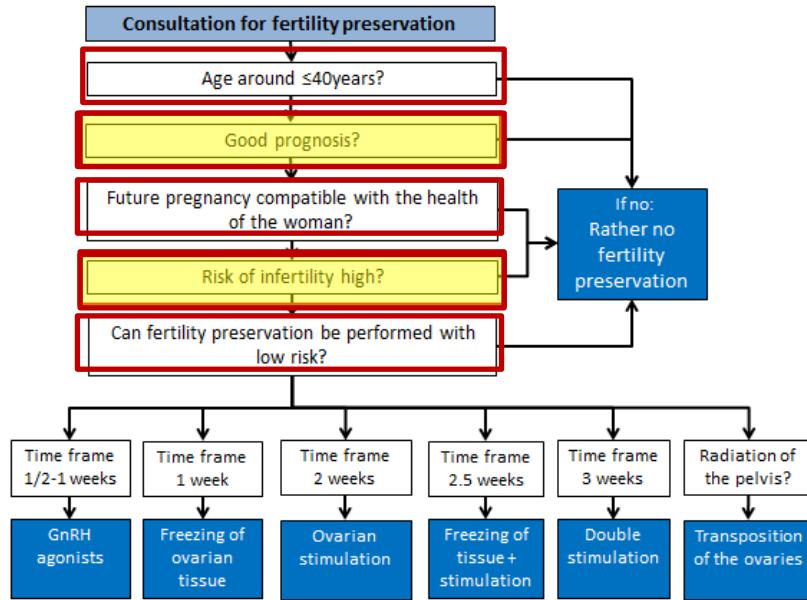 Consultation for fertility preservation
Age around ≤40years?
Good prognosis?
Future pregnancy compatible with the health
of the woman?
Risk of infertility high?
Can fertility preservation be performed with
low risk?
If no:
Rather no
fertility
preservation
Time frame
1/2-1 weeks
Time frame
1 week
Time frame
2 weeks
Time frame
2.5 weeks
Time frame
3 weeks
Radiation of
the pelvis?
GnRH
agonists
Freezing of
ovarian
tissue
Ovarian
stimulation
Freezing of
tissue +
stimulation
Double
stimulation
Transposition
of the ovaries